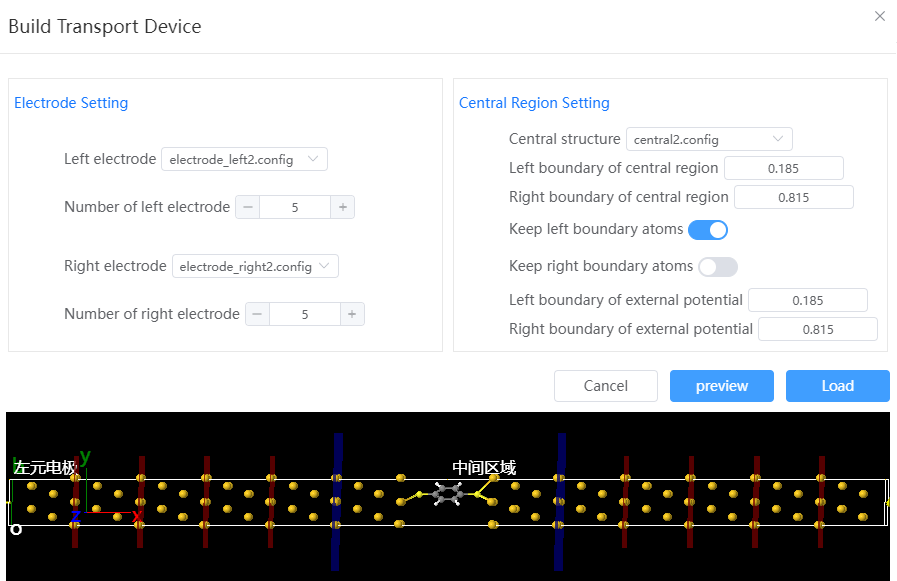 Build Transport Device
Electrode Setting
Left electrode electrode_left2.config
Number of left electrode − 5 +
Right electrode electrode_right2.config
Number of right electrode − 5 +
Central Region Setting
Central structure central2.config
Left boundary of central region 0.185
Right boundary of central region 0.815
Keep left boundary atoms
Keep right boundary atoms
Left boundary of external potential 0.185
Right boundary of external potential 0.815
Cancel preview Load
左元电极 y 中间区域
z x
o